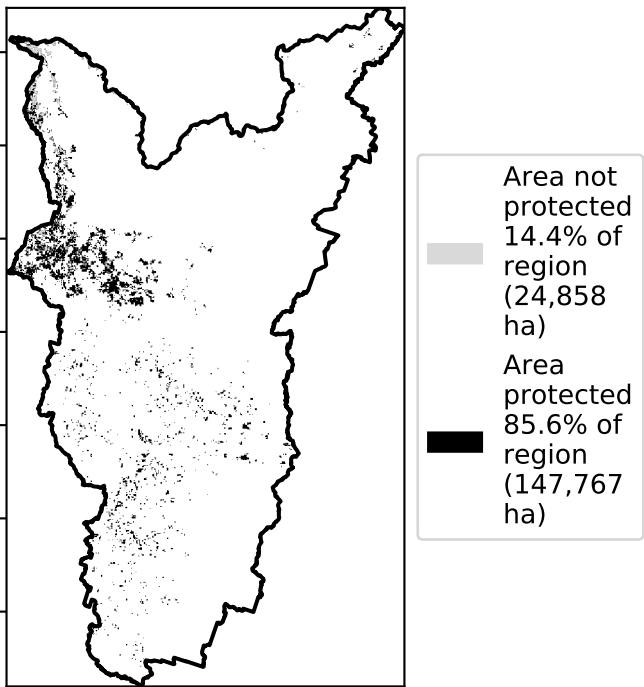 Area not
protected
14.4% of
region
(24,858
ha)
Area
protected
85.6% of
region
(147,767
ha)